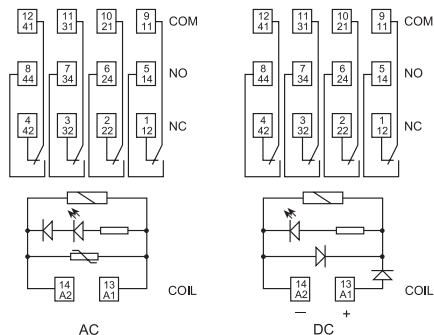 12 11 10 9 COM 12 11 10 9 COM
41 31 21 11 41 31 21 11
8 7 6 5 NO 8 7 6 5 NO
44 34 24 14 44 34 24 14
4 3 2 1 NC 4 3 2 1 NC
42 32 22 12 42 32 22 12
14 13 COIL 14 13 COIL
A2 A1 A2 A1
— +
AC DC